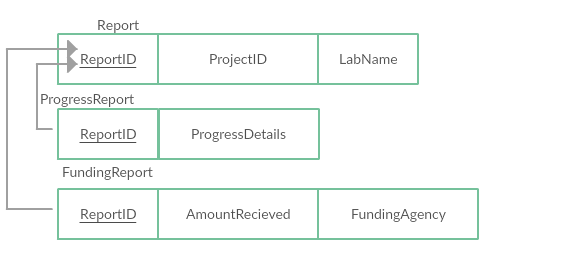 Report
ReportID ProjectID LabName
ProgressReport
ReportID ProgressDetails
FundingReport
ReportID AmountRecieved FundingAgency